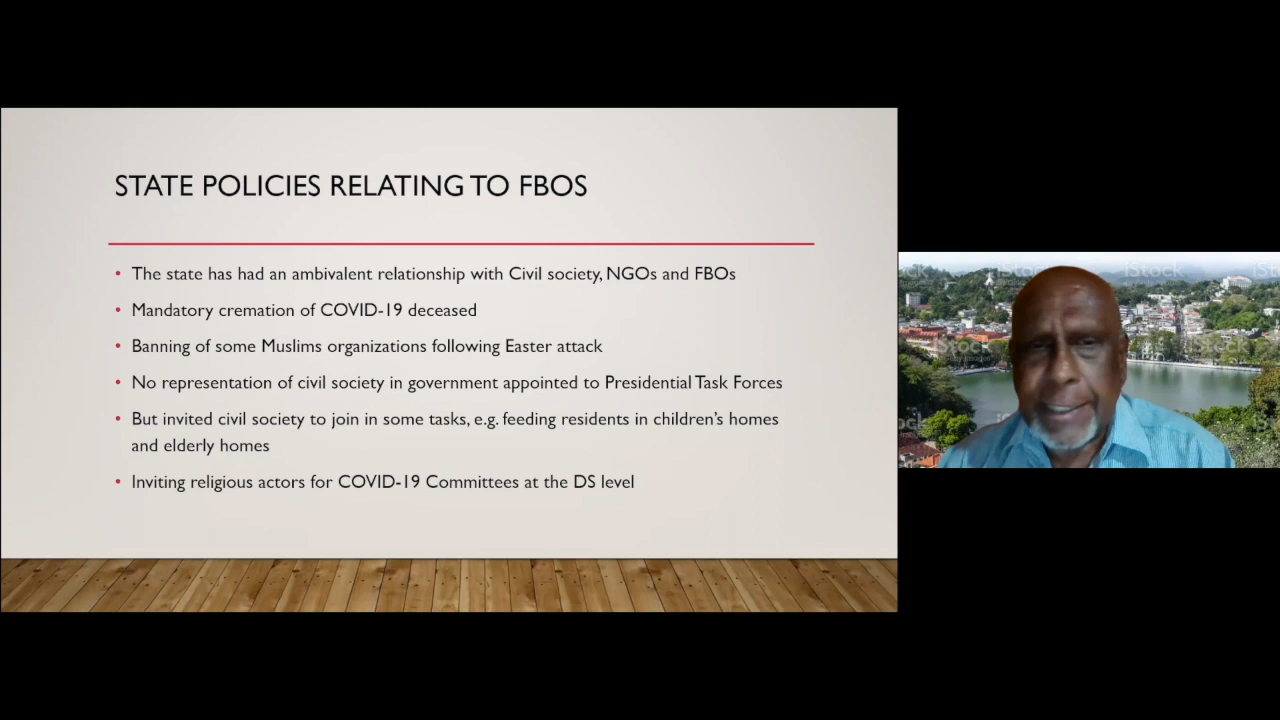 STATE POLICIES RELATING TO FBOS
• The state has had an ambivalent relationship with Civil society, NGOs and FBOs
• Mandatory cremation of COVID-19 deceased
• Banning of some Muslims organizations following Easter attack
• No representation of civil society in government appointed to Presidential Task Forces
• But invited civil society to join in some tasks, e.g. feeding residents in children's homes
and elderly homes
• Inviting religious actors for COVID-19 Committees at the DS level
iStock